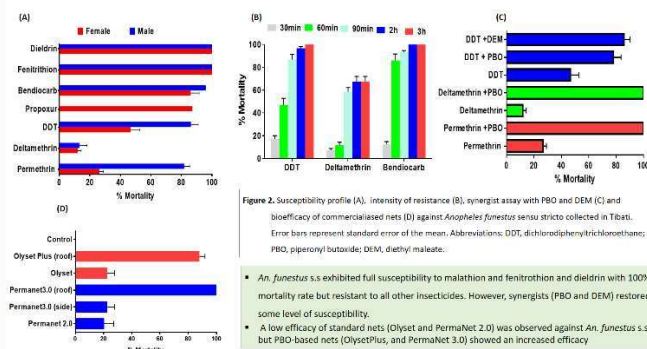 (A)
Female Male
Dieldrin
Fenitrithion
Bendiocarb
Propoxur
DDT
Deltamethrin
Permethrin
0 20 40 60 80 100
% Mortality
(B)
30min 60min 90min 2h 3h
% Mortality
100
80
60
40
20
0
DDT Deltamethrin Bendiocarb
(C)
DDT +DEM
DDT + PBO
DDT
Deltamethrin +PBO
Deltamethrin
Permethrin +PBO
Permethrin
0 20 40 60 80 100
% Mortality
Figure 2. Susceptibility profile (A), intensity of resistance (B), synergist assay with PBO and DEM (C) and
bioefficacy of commercialiased nets (D) against Anopheles funestus sensu stricto collected in Tibati.
Error bars represent standard error of the mean. Abbreviations: DDT, dichlorodiphenyltrichloroethane;
PBO, piperonyl butoxide; DEM, diethyl maleate.
(D)
Control
Olyset Plus (roof)
Olyset
Permanet3.0 (roof)
Permanet3.0 (side)
Permanet 2.0
0 20 40 60 80 100
% Mortality
▪ An. funestus s.s exhibited full susceptibility to malathion and fenitrothion and dieldrin with 100%
mortality rate but resistant to all other insecticides. However, synergists (PBO and DEM) restored
some level of susceptibility.
▪ A low efficacy of standard nets (Olyset and PermaNet 2.0) was observed against An. funestus s.s
but PBO-based nets (OlysetPlus, and PermaNet 3.0) showed an increased efficacy